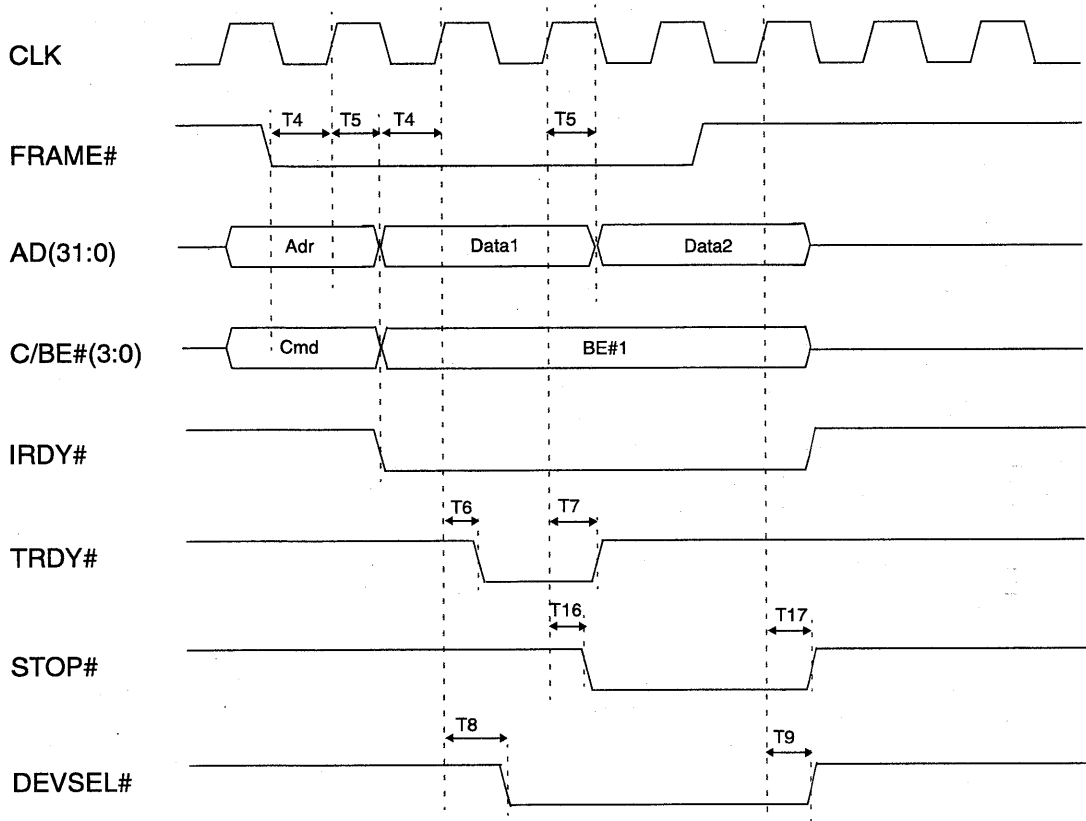 CLK
T4 T5 T4 T5
FRAME#
AD(31:0) Adr Data1 Data2
C/BE#(3:0) Cmd BE#1
IRDY#
T6 T7
TRDY#
T16 T17
STOP#
T8 T9
DEVSEL#